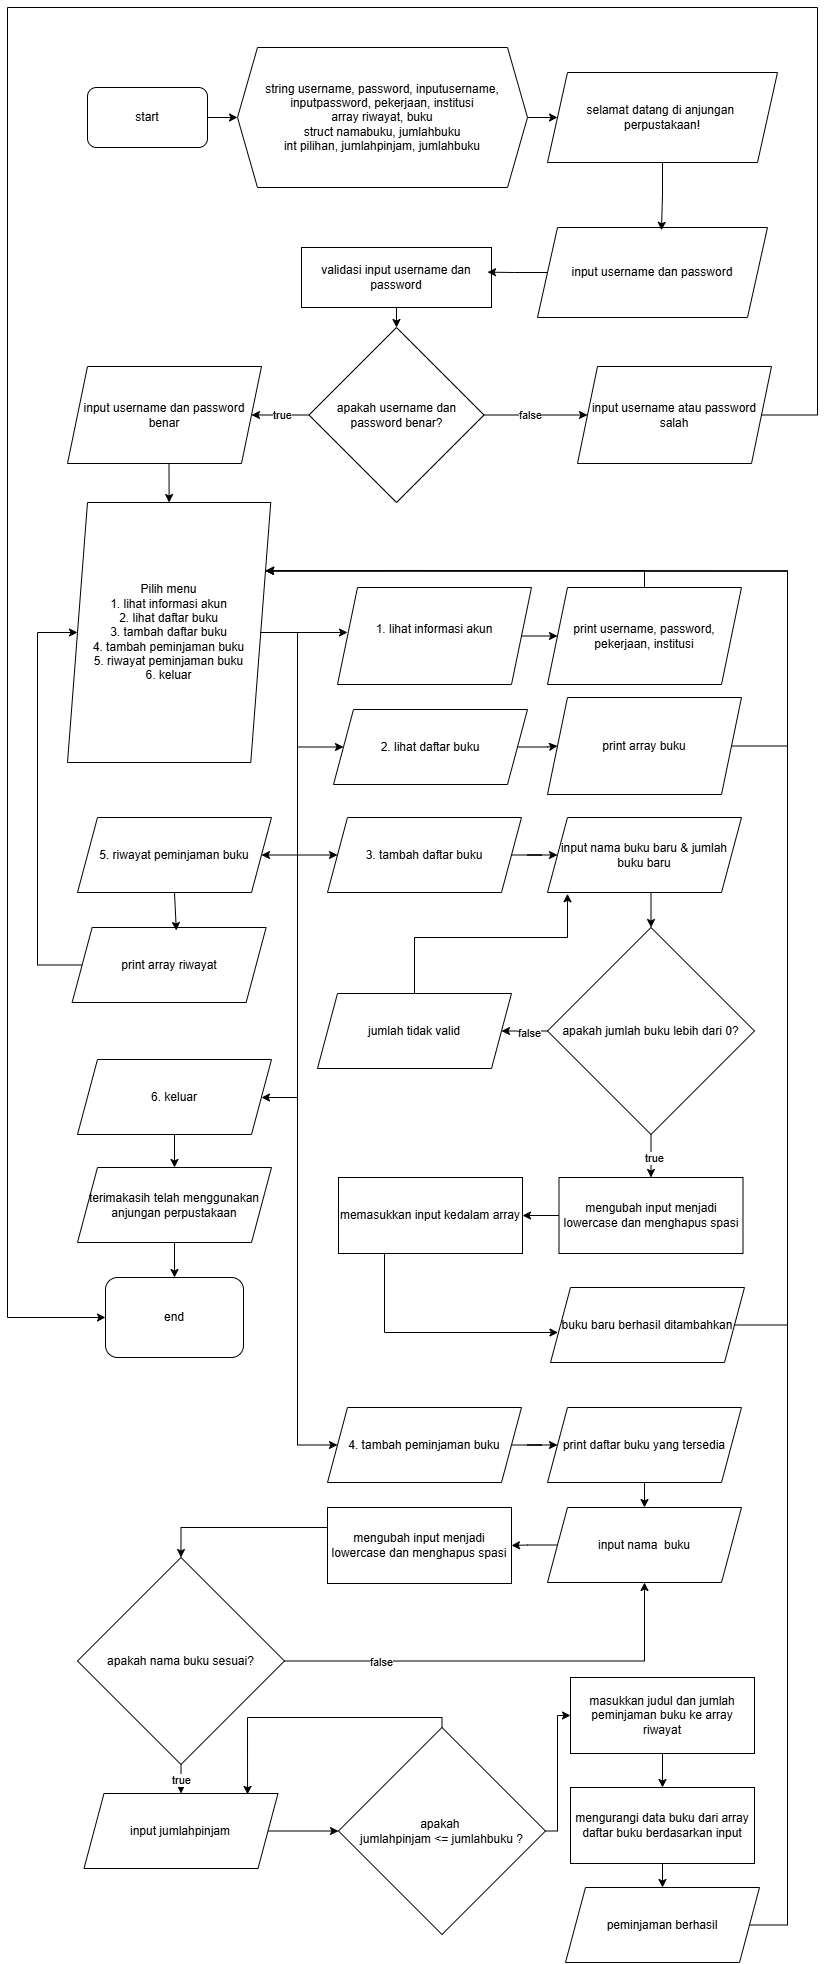 start
string username, password, inputusername,
inputpassword, pekerjaan, institusi
array riwayat, buku
struct namabuku, jumlahbuku
int pilihan, jumlahpinjam, jumlahbuku
selamat datang di anjungan
perpustakaan!
input username dan password
validasi input username dan
password
apakah username dan
password benar?
true
false
input username dan password
benar
input username atau password
salah
Pilih menu
1. lihat informasi akun
2. lihat daftar buku
3. tambah daftar buku
4. tambah peminjaman buku
5. riwayat peminjaman buku
6. keluar
1. lihat informasi akun
print username, password,
pekerjaan, institusi
2. lihat daftar buku
print array buku
5. riwayat peminjaman buku
3. tambah daftar buku
input nama buku baru & jumlah
buku baru
print array riwayat
jumlah tidak valid
false
apakah jumlah buku lebih dari 0?
6. keluar
true
terimakasih telah menggunakan
anjungan perpustakaan
memasukkan input kedalam array
mengubah input menjadi
lowercase dan menghapus spasi
end
buku baru berhasil ditambahkan
4. tambah peminjaman buku
print daftar buku yang tersedia
mengubah input menjadi
lowercase dan menghapus spasi
input nama  buku
apakah nama buku sesuai?
false
true
masukkan judul dan jumlah
peminjaman buku ke array
riwayat
input jumlahpinjam
apakah
jumlahpinjam <= jumlahbuku ?
mengurangi data buku dari array
daftar buku berdasarkan input
peminjaman berhasil